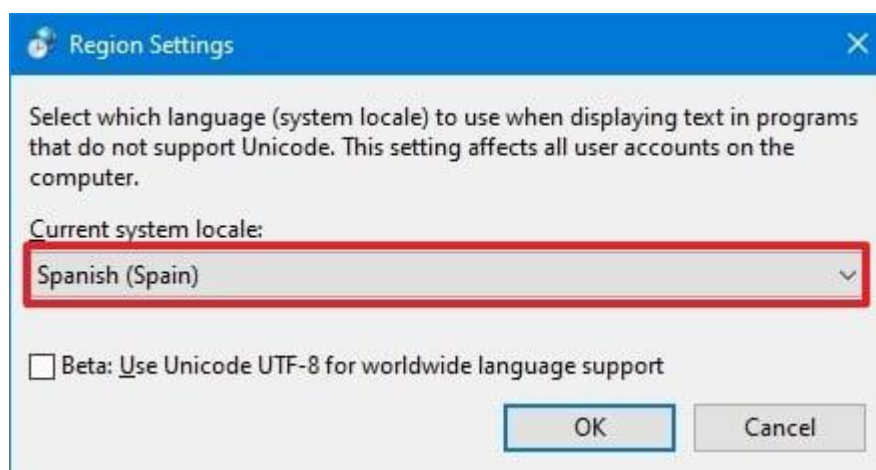 Region Settings
Select which language (system locale) to use when displaying text in programs
that do not support Unicode. This setting affects all user accounts on the
computer.
Current system locale:
Spanish (Spain)
Beta: Use Unicode UTF-8 for worldwide language support
OK Cancel